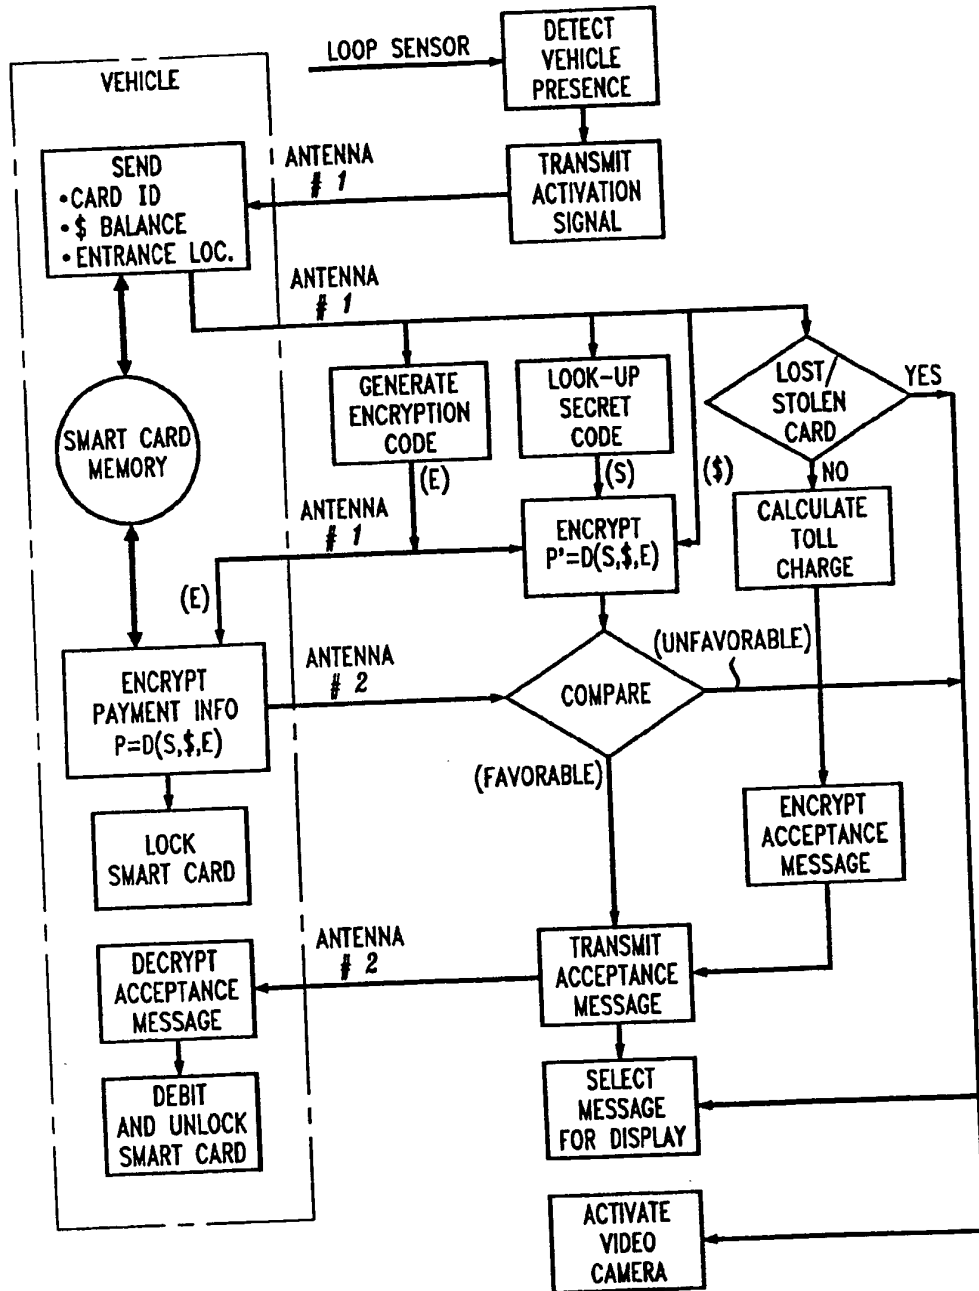 LOOP SENSOR
DETECT
VEHICLE
PRESENCE
VEHICLE
TRANSMIT
ACTIVATION
SIGNAL
ANTENNA
# 1
SEND
•CARD ID
•$ BALANCE
•ENTRANCE LOC.
ANTENNA
# 1
GENERATE
ENCRYPTION
CODE
LOOK-UP
SECRET
CODE
LOST/
STOLEN
CARD
YES
NO
SMART CARD
MEMORY
(E)
(S)
($)
ANTENNA
# 1
ENCRYPT
P'=D(S,$,E)
CALCULATE
TOLL
CHARGE
(E)
(UNFAVORABLE)
ENCRYPT
PAYMENT INFO
P=D(S,$,E)
ANTENNA
# 2
COMPARE
(FAVORABLE)
LOCK
SMART CARD
ENCRYPT
ACCEPTANCE
MESSAGE
DECRYPT
ACCEPTANCE
MESSAGE
ANTENNA
# 2
TRANSMIT
ACCEPTANCE
MESSAGE
DEBIT
AND UNLOCK
SMART CARD
SELECT
MESSAGE
FOR DISPLAY
ACTIVATE
VIDEO
CAMERA